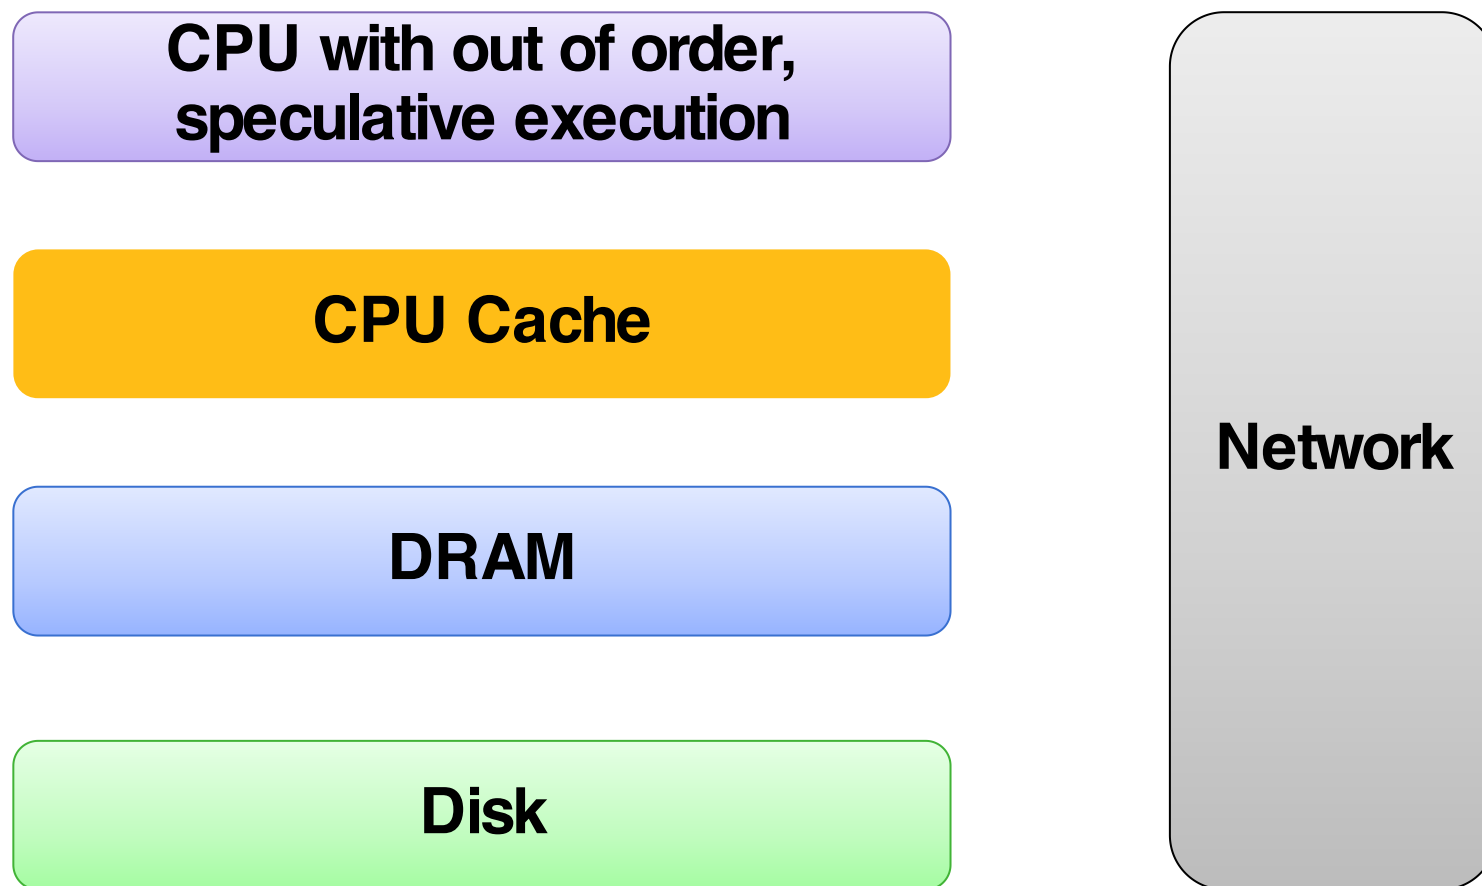 CPU with out of order,
speculative execution
CPU Cache
DRAM
Disk
Network